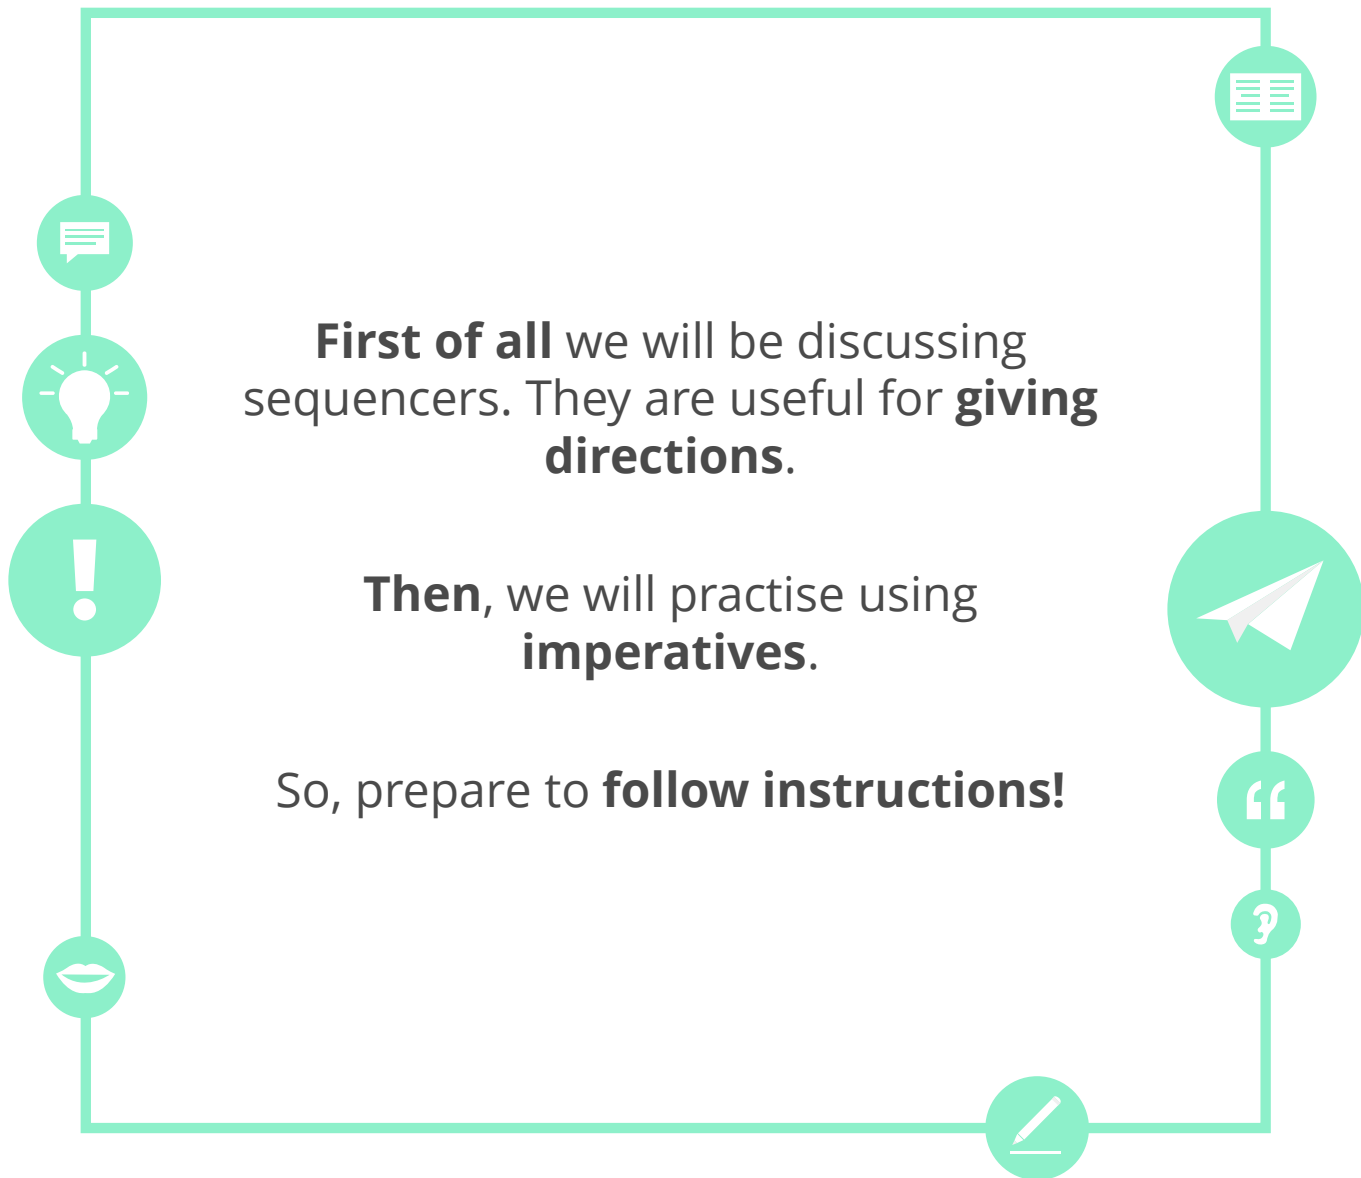 First of all we will be discussing
sequencers. They are useful for giving
directions.
Then, we will practise using
imperatives.
So, prepare to follow instructions!